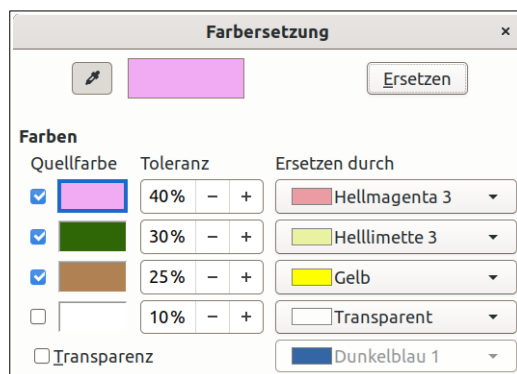 Farbersetzung ×
Ersetzen
Farben
Quellfarbe Toleranz Ersetzen durch
40% − + Hellmagenta 3
30% − + Helllimette 3
25% − + Gelb
10% − + Transparent
Transparenz Dunkelblau 1